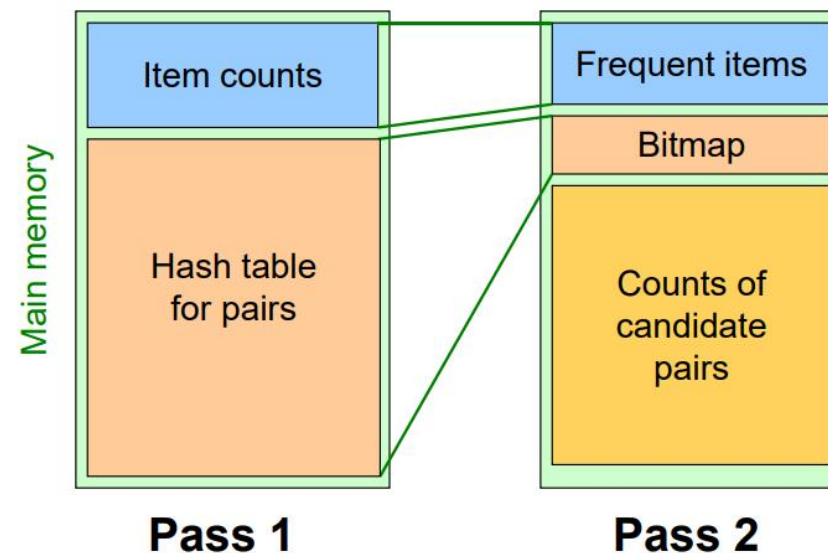 Main memory
Item counts
Hash table
for pairs
Pass 1
Frequent items
Bitmap
Counts of
candidate
pairs
Pass 2